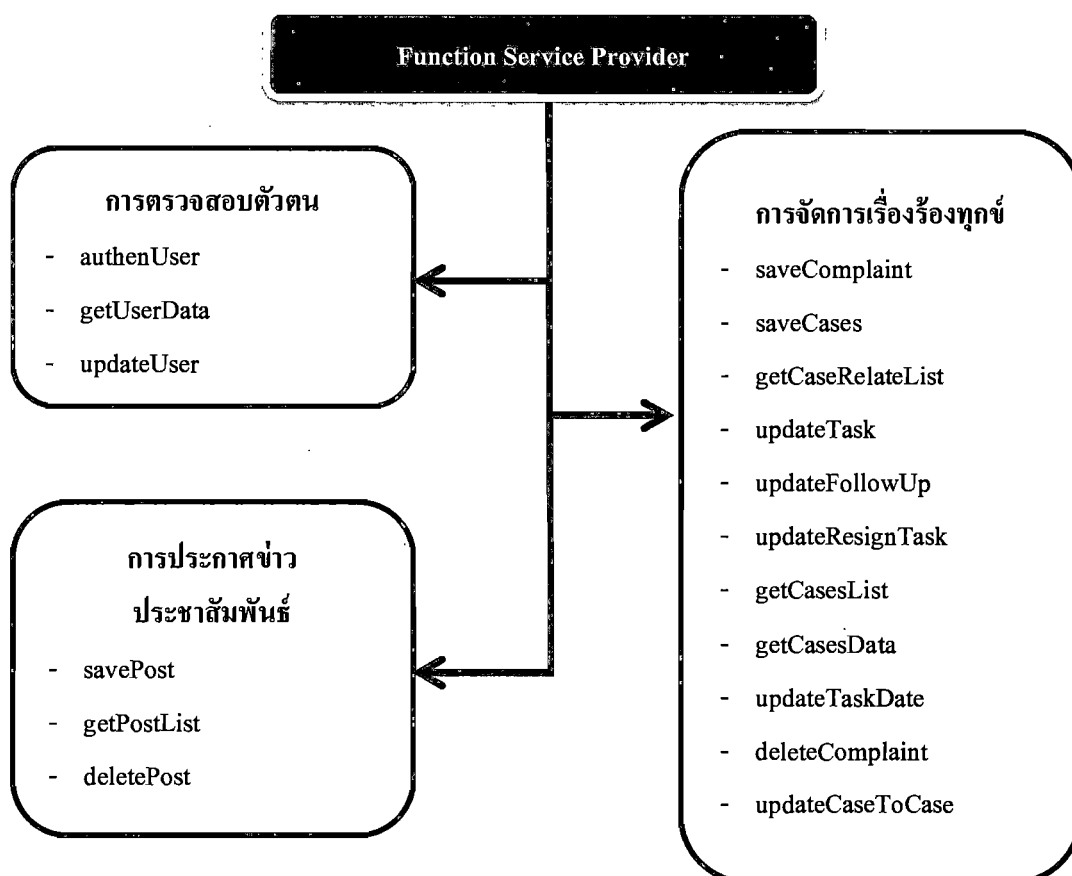 Function Service Provider
การตรวจสอบตัวตน
- authenUser
- getUserData
- updateUser
การประกาศข่าว
ประชาสัมพันธ์
- savePost
- getPostList
- deletePost
การจัดการเรื่องร้องทุกข์
- saveComplaint
- saveCases
- getCaseRelateList
- updateTask
- updateFollowUp
- updateResignTask
- getCasesList
- getCasesData
- updateTaskDate
- deleteComplaint
- updateCaseToCase